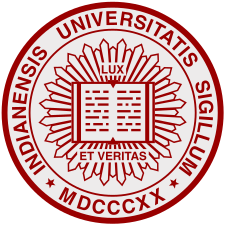 INDIANENSIS UNIVERSITATIS SIGILLUM
LUX
ET VERITAS
MDCCCXX